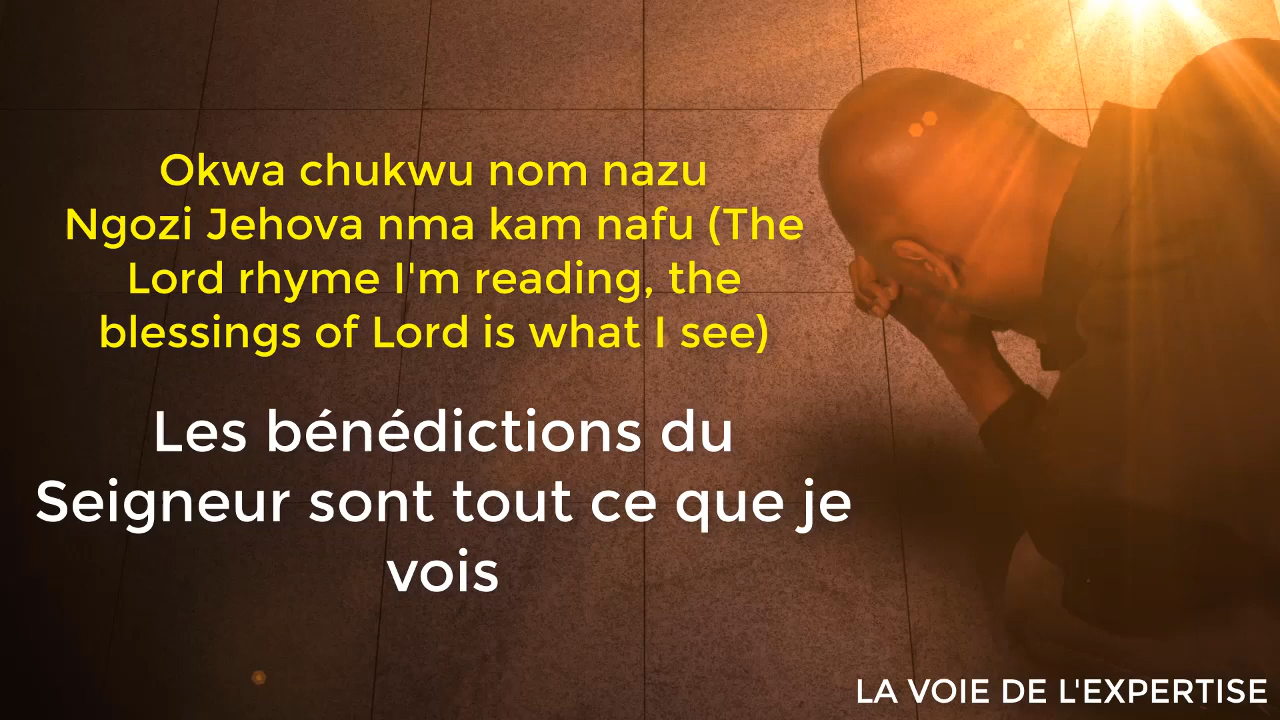 Okwa chukwu nom nazu
Ngozi Jehova nma kam nafu (The
Lord rhyme I'm reading, the
blessings of Lord is what I see)
Les bénédictions du
Seigneur sont tout ce que je
vois
LA VOIE DE L'EXPERTISE